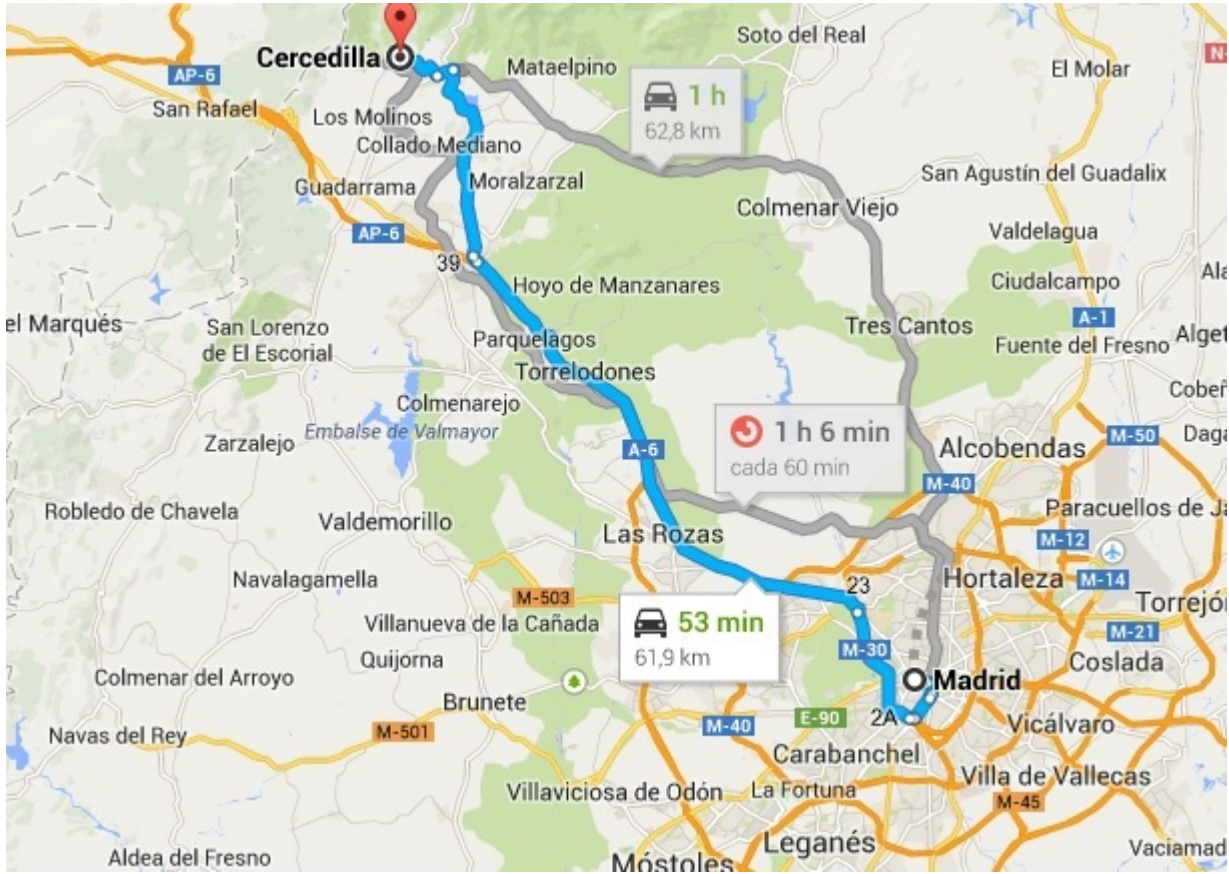 Soto del Real
N-
Cercedilla
Mataelpino
El Molar
AP-6
1 h
62,8 km
San Rafael
Los Molinos
Collado Mediano
Guadarrama
Moralzarzal
San Agustín del Guadalix
Colmenar Viejo
AP-6
Valdelagua
39
Ciudalcampo
Ala
Hoyo de Manzanares
el Marqués
San Lorenzo
de El Escorial
Parquelagos
Tres Cantos
A-1
Fuente del Fresno
Alget
Torrelodones
Cobeñ
Colmenarejo
Embalse de Valmayor
Zarzalejo
A-6
1 h 6 min
cada 60 min
Alcobendas
M-50
Daga
M-40
Robledo de Chavela
Valdemorillo
Las Rozas
Paracuellos de Ja
M-12
Navalagamella
M-503
23
Hortaleza
M-14
Torrejó
Villanueva de la Cañada
53 min
61,9 km
M-30
M-21
Quijorna
Coslada
Colmenar del Arroyo
Madrid
Brunete
Navas del Rey
M-501
M-40
E-90
2A
Vicálvaro
Carabanchel
Villaviciosa de Odón
La Fortuna
Villa de Vallecas
M-45
Leganés
Aldea del Fresno
Móstoles
Vaciamad